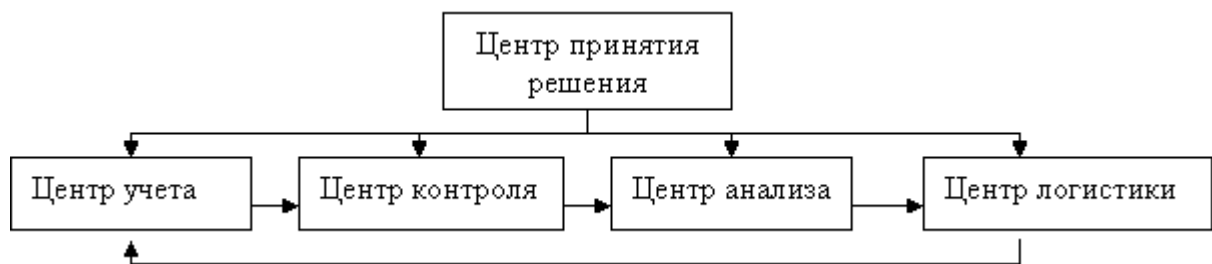 Центр принятия
решения
Центр учета
Центр контроля
Центр анализа
Центр логистики